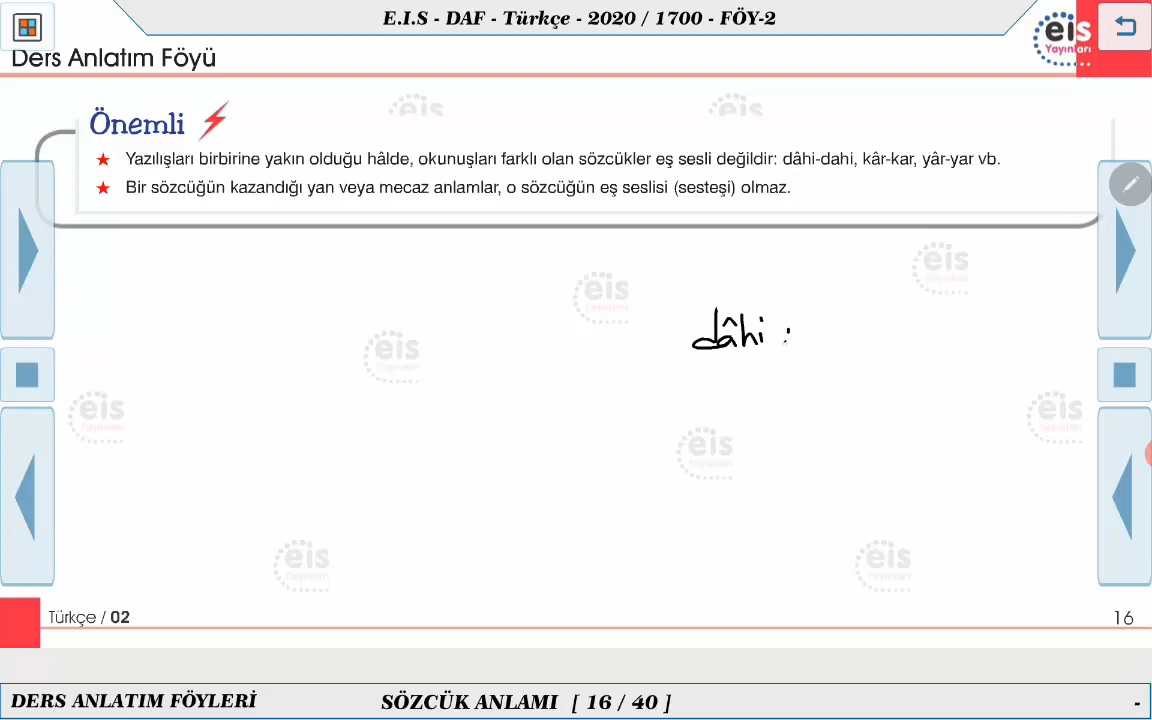 E.I.S - DAF - Türkçe - 2020 / 1700 - FÖY-2
Ders Anlatım Föyü
eis
Yayınları
Önemli
Yazılışları birbirine yakın olduğu hâlde, okunuşları farklı olan sözcükler eş sesli değildir: dâhi-dahi, kâr-kar, yâr-yar vb.
Bir sözcüğün kazandığı yan veya mecaz anlamlar, o sözcüğün eş seslisi (sesteşi) olmaz.
dâhi :
Türkçe / 02
16
DERS ANLATIM FÖYLERİ
SÖZCÜK ANLAMI [ 16 / 40 ]
-